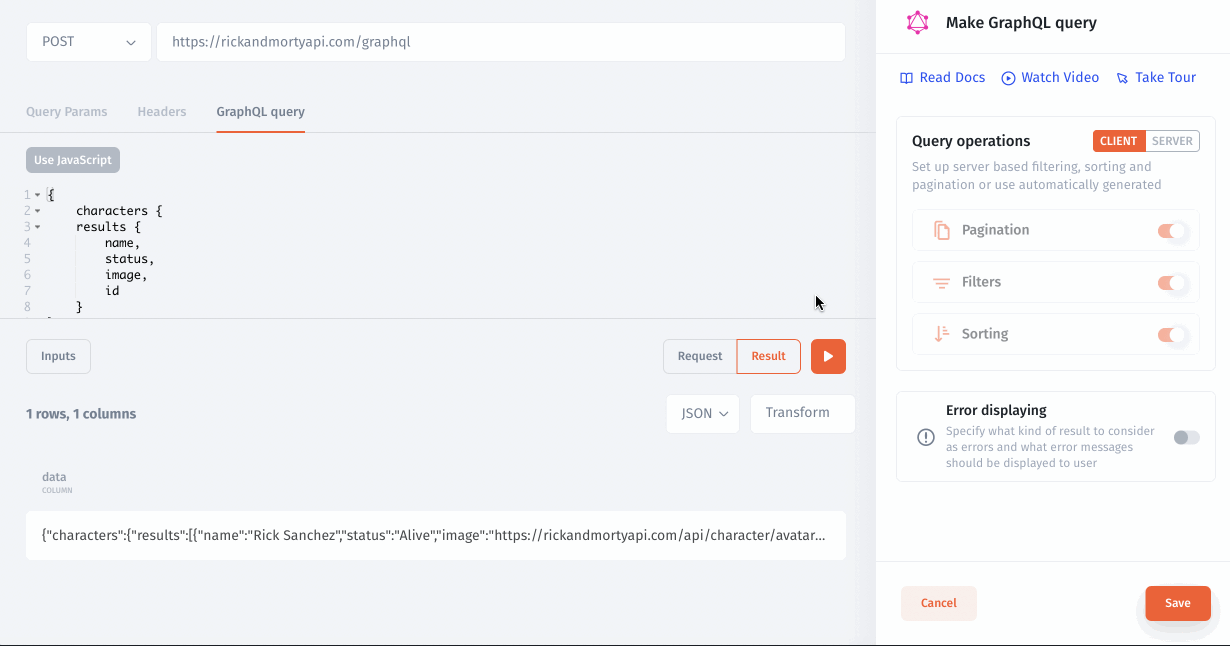 POST
https://rickandmortyapi.com/graphql
Query Params
Headers
GraphQL query
Use JavaScript
1 {
2 characters {
3 results {
4 name,
5 status,
6 image,
7 id
8 }
Inputs
Request
Result
1 rows, 1 columns
JSON
Transform
data
COLUMN
{"characters":{"results":[{"name":"Rick Sanchez","status":"Alive","image":"https://rickandmortyapi.com/api/character/avatar...
Make GraphQL query
Read Docs
Watch Video
Take Tour
Query operations
CLIENT
SERVER
Set up server based filtering, sorting and
pagination or use automatically generated
Pagination
Filters
Sorting
Error displaying
Specify what kind of result to consider
as errors and what error messages
should be displayed to user
Cancel
Save